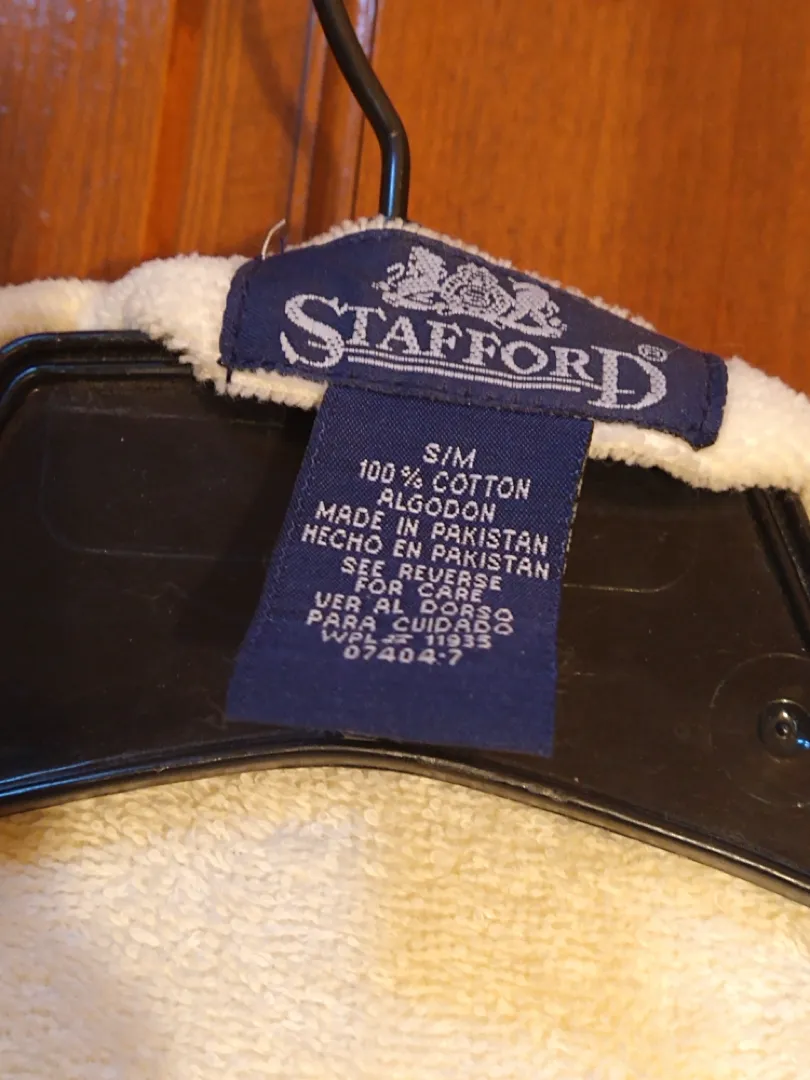 STAFFORD®
S/M
100% COTTON
ALGODON
MADE IN PAKISTAN
HECHO EN PAKISTAN
SEE REVERSE
FOR CARE
VER AL DORSO
PARA CUIDADO
WPL# 11935
07404-7